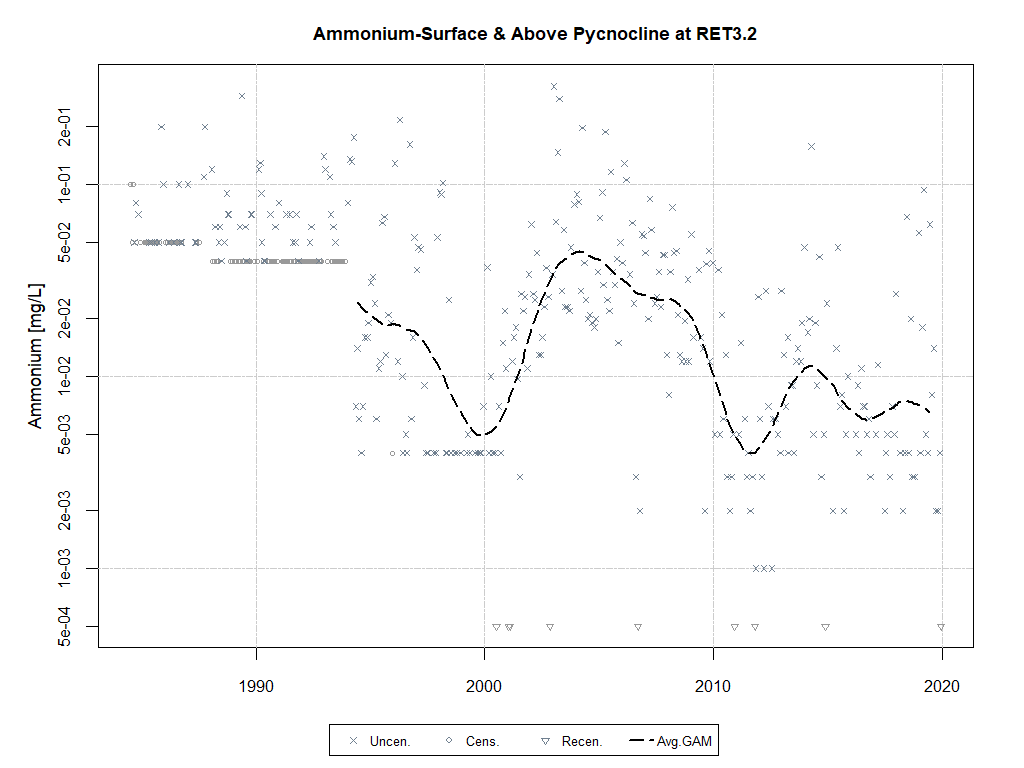 Ammonium-Surface & Above Pycnocline at RET3.2
Ammonium [mg/L]
2e-01
1e-01
5e-02
2e-02
1e-02
5e-03
2e-03
1e-03
5e-04
1990 2000 2010 2020
Uncen. Cens. Recen. Avg.GAM